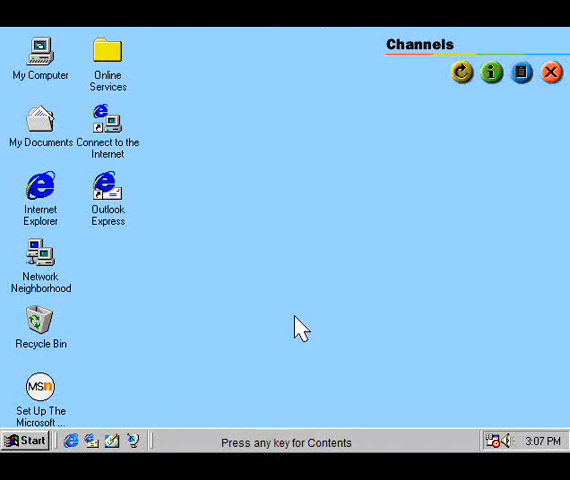 Channels
My Computer
Online
Services
My Documents
Connect to the
Internet
Internet
Explorer
Outlook
Express
Network
Neighborhood
Recycle Bin
msn
Set Up The
Microsoft ...
Start
Press any key for Contents
3:07 PM